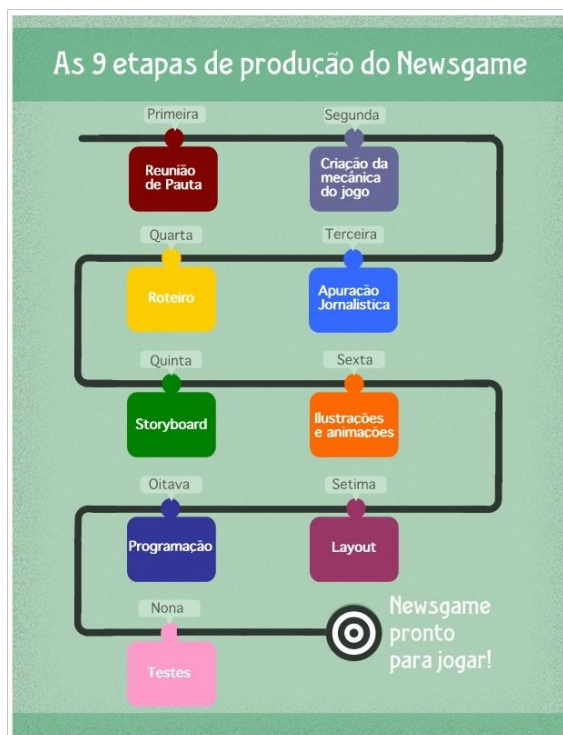 As 9 etapas de produção do Newsgame
Primeira
Reunião
de Pauta
Segunda
Criação da
mecânica
do jogo
Terceira
Apuração
Jornalistica
Quarta
Roteiro
Quinta
Storyboard
Sexta
Ilustrações
e animações
Setima
Layout
Oitava
Programação
Nona
Testes
Newsgame
pronto
para jogar!